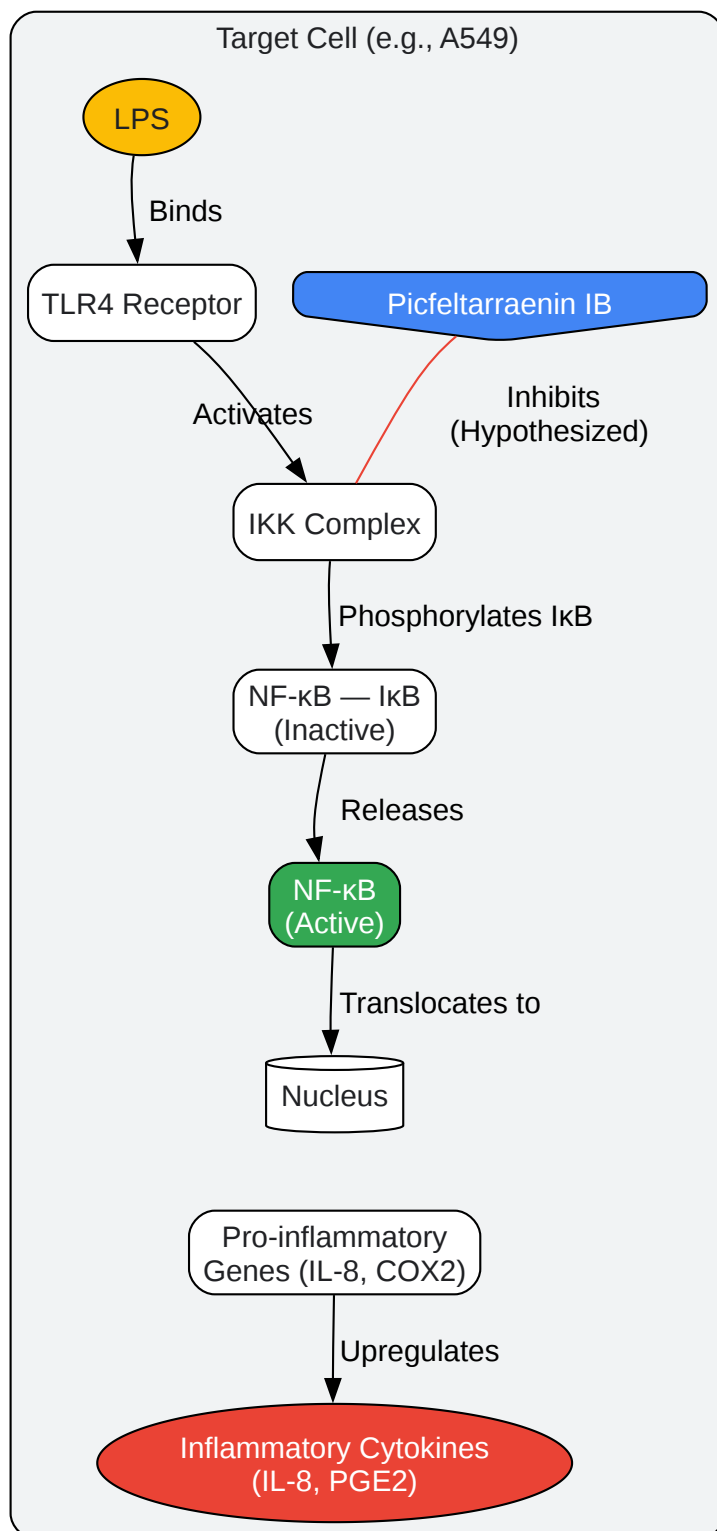 Target Cell (e.g., A549)
LPS
Binds
TLR4 Receptor
Picfeltarraenin IB
Activates
Inhibits
(Hypothesized)
IKK Complex
Phosphorylates IκB
NF-κB — IκB
(Inactive)
Releases
NF-κB
(Active)
Translocates to
Nucleus
Pro-inflammatory
Genes (IL-8, COX2)
Upregulates
Inflammatory Cytokines
(IL-8, PGE2)